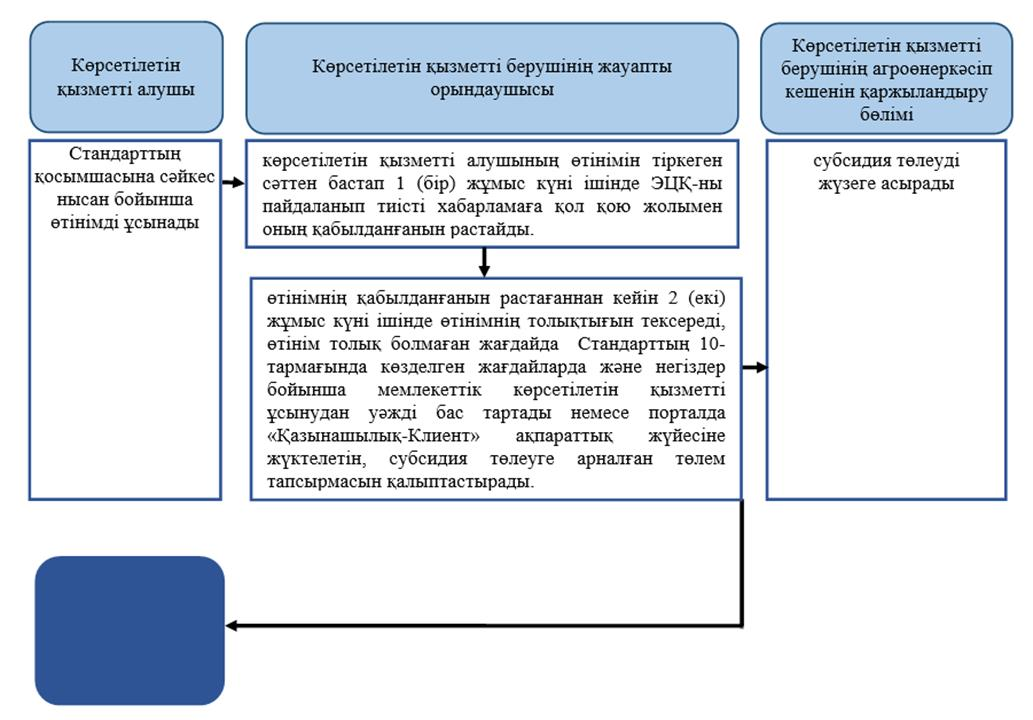 Көрсетілетін
қызметті алушы
Көрсетілетін қызметті берушінің жауапты
орындаушысы
Көрсетілетін қызметті
берушінің агроөнеркәсіп
кешенін қаржыландыру
бөлімі
Стандарттың
қосымшасына сәйкес
нысан бойынша
өтінімді ұсынады
көрсетілетін қызметті алушының өтінімін тіркеген
сәттен бастап 1 (бір) жұмыс күні ішінде ЭЦҚ-ны
пайдаланып тиісті хабарламаға қол қою жолымен
оның қабылданғанын растайды.
өтінімнің қабылданғанын растағаннан кейін 2 (екі)
жұмыс күні ішінде өтінімнің толықтығын тексереді,
өтінім толық болмаған жағдайда Стандарттың 10-
тармағында көзделген жағдайларда және негіздер
бойынша мемлекеттік көрсетілетін қызметті
ұсынудан уәжді бас тартады немесе порталда
«Қазынашылық-Клиент» ақпараттық жүйесіне
жүктелетін, субсидия төлеуге арналған төлем
тапсырмасын қалыптастырады.
субсидия төлеуді
жүзеге асырады